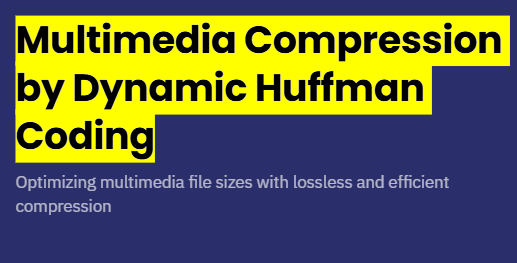 Multimedia Compression
by Dynamic Huffman
Coding
Optimizing multimedia file sizes with lossless and efficient
compression